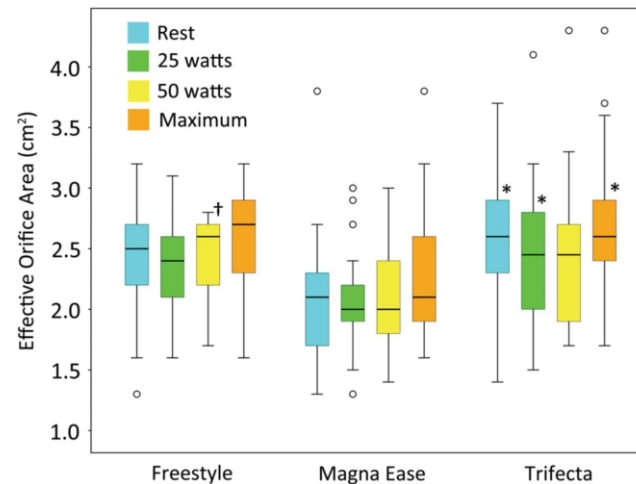 Rest
25 watts
50 watts
Maximum
Effective Orifice Area (cm²)
4.0
3.5
3.0
2.5
2.0
1.5
1.0
†
*
*
*
Freestyle
Magna Ease
Trifecta